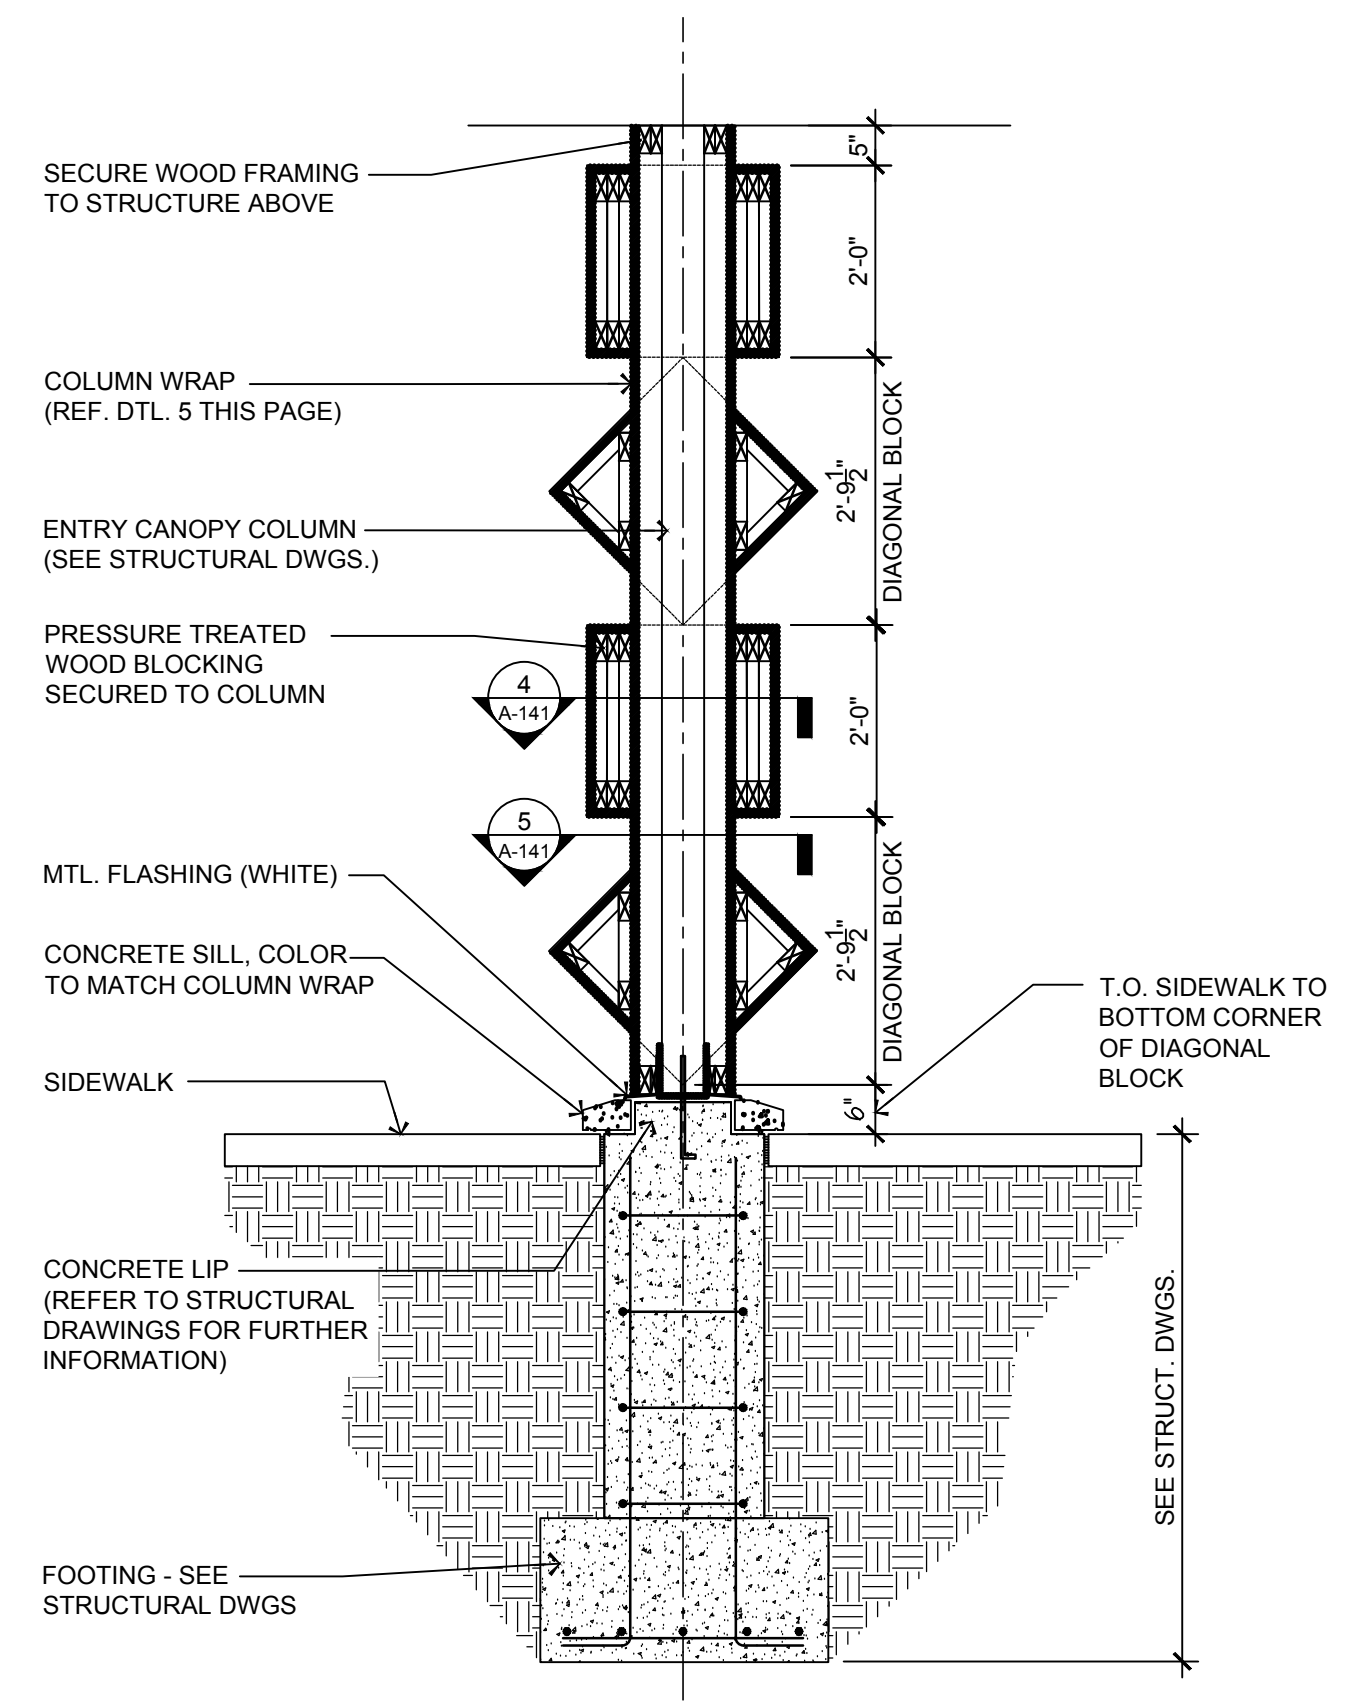 SECURE WOOD FRAMING
TO STRUCTURE ABOVE
COLUMN WRAP
(REF. DTL. 5 THIS PAGE)
ENTRY CANOPY COLUMN
(SEE STRUCTURAL DWGS.)
PRESSURE TREATED
WOOD BLOCKING
SECURED TO COLUMN
4
A-141
5
A-141
MTL. FLASHING (WHITE)
CONCRETE SILL, COLOR
TO MATCH COLUMN WRAP
SIDEWALK
CONCRETE LIP
(REFER TO STRUCTURAL
DRAWINGS FOR FURTHER
INFORMATION)
FOOTING - SEE
STRUCTURAL DWGS
5"
2'-0"
2'-9 1/2"
DIAGONAL BLOCK
2'-0"
2'-9 1/2"
DIAGONAL BLOCK
6"
T.O. SIDEWALK TO
BOTTOM CORNER
OF DIAGONAL
BLOCK
SEE STRUCT. DWGS.